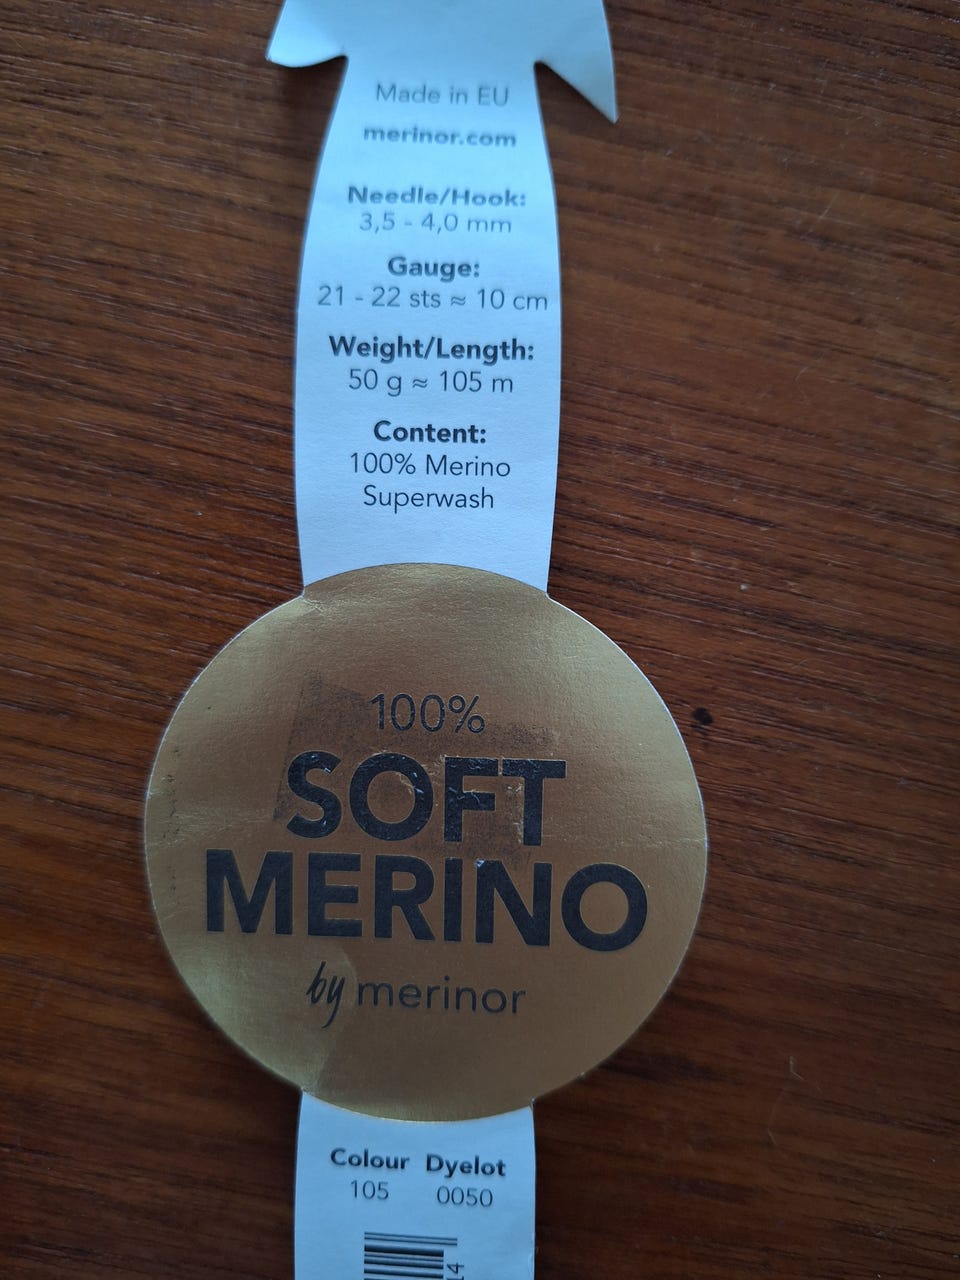 Made in EU
merinor.com
Needle/Hook:
3,5 - 4,0 mm
Gauge:
21 - 22 sts ≈ 10 cm
Weight/Length:
50 g ≈ 105 m
Content:
100% Merino
Superwash
100%
SOFT
MERINO
by merinor
Colour Dyelot
105 0050
14